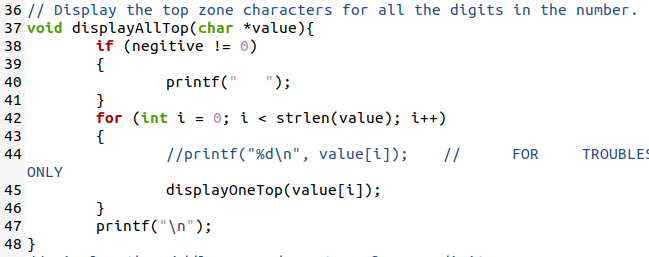 36 // Display the top zone characters for all the digits in the number.
37 void displayAllTop(char *value){
38 if (negitive != 0)
39 {
40 printf("   ");
41 }
42 for (int i = 0; i < strlen(value); i++)
43 {
44 //printf("%d\n", value[i]); // FOR TROUBLES
ONLY
45 displayOneTop(value[i]);
46 }
47 printf("\n");
48 }